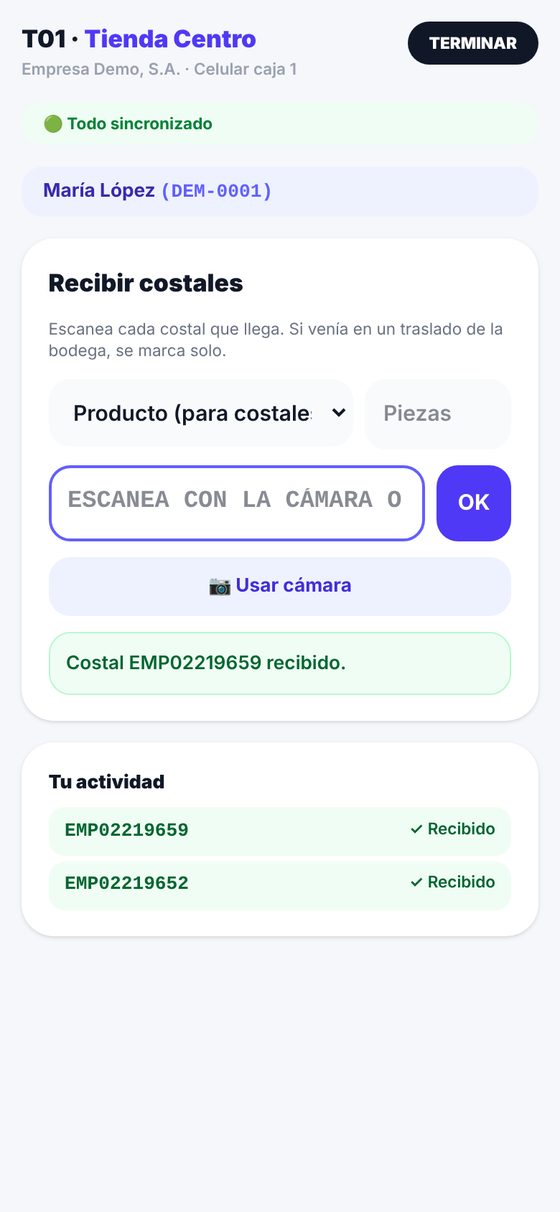 T01 · Tienda Centro
TERMINAR
Empresa Demo, S.A. · Celular caja 1
Todo sincronizado
María López (DEM-0001)
Recibir costales
Escanea cada costal que llega. Si venía en un traslado de la
bodega, se marca solo.
Producto (para costale
Piezas
ESCANEA CON LA CÁMARA O
OK
Usar cámara
Costal EMP02219659 recibido.
Tu actividad
EMP02219659 ✓ Recibido
EMP02219652 ✓ Recibido